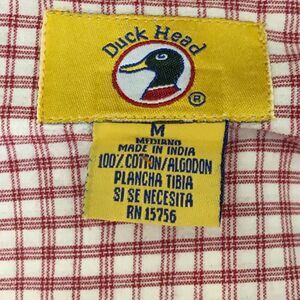 Duck Head
®
M
MEDIANO
MADE IN INDIA
100% COTTON/ALGODON
PLANCHA TIBIA
SI SE NECESITA
RN 15756